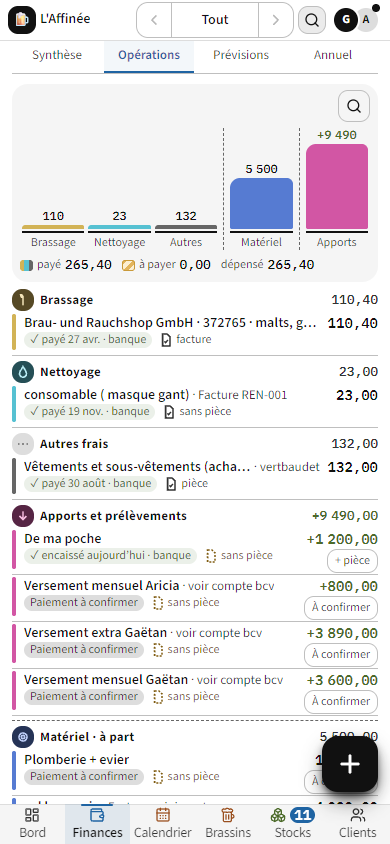 L'Affinée
Tout
G
A
Synthèse
Opérations
Prévisions
Annuel
+9 490
5 500
110
23
132
Brassage
Nettoyage
Autres
Matériel
Apports
payé 265,40 à payer 0,00 dépensé 265,40
Brassage 110,40
Brau- und Rauchshop GmbH · 372765 · malts, g... 110,40
✓ payé 27 avr. · banque facture
Nettoyage 23,00
consomable ( masque gant) · Facture REN-001 23,00
✓ payé 19 nov. · banque sans pièce
Autres frais 132,00
Vêtements et sous-vêtements (acha... · vertbaudet 132,00
✓ payé 30 août · banque pièce
Apports et prélèvements +9 490,00
De ma poche +1 200,00
✓ encaissé aujourd'hui · banque sans pièce + pièce
Versement mensuel Aricia · voir compte bcv +800,00
Paiement à confirmer sans pièce À confirmer
Versement extra Gaëtan · voir compte bcv +3 890,00
Paiement à confirmer sans pièce À confirmer
Versement mensuel Gaëtan · voir compte bcv +3 600,00
Paiement à confirmer sans pièce À confirmer
Matériel · à part
Plomberie + evier
Paiement à confirmer sans pièce
Bord
Finances
Calendrier
Brassins
Stocks
11
Clients